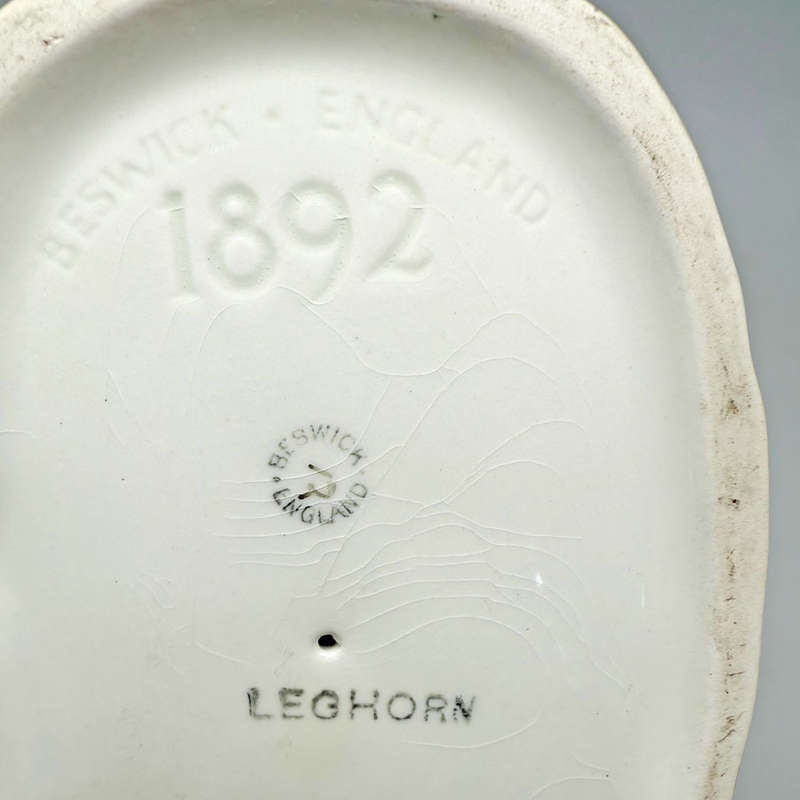 BESWICK · ENGLAND
1892
BESWICK
ENGLAND
LEGHORN